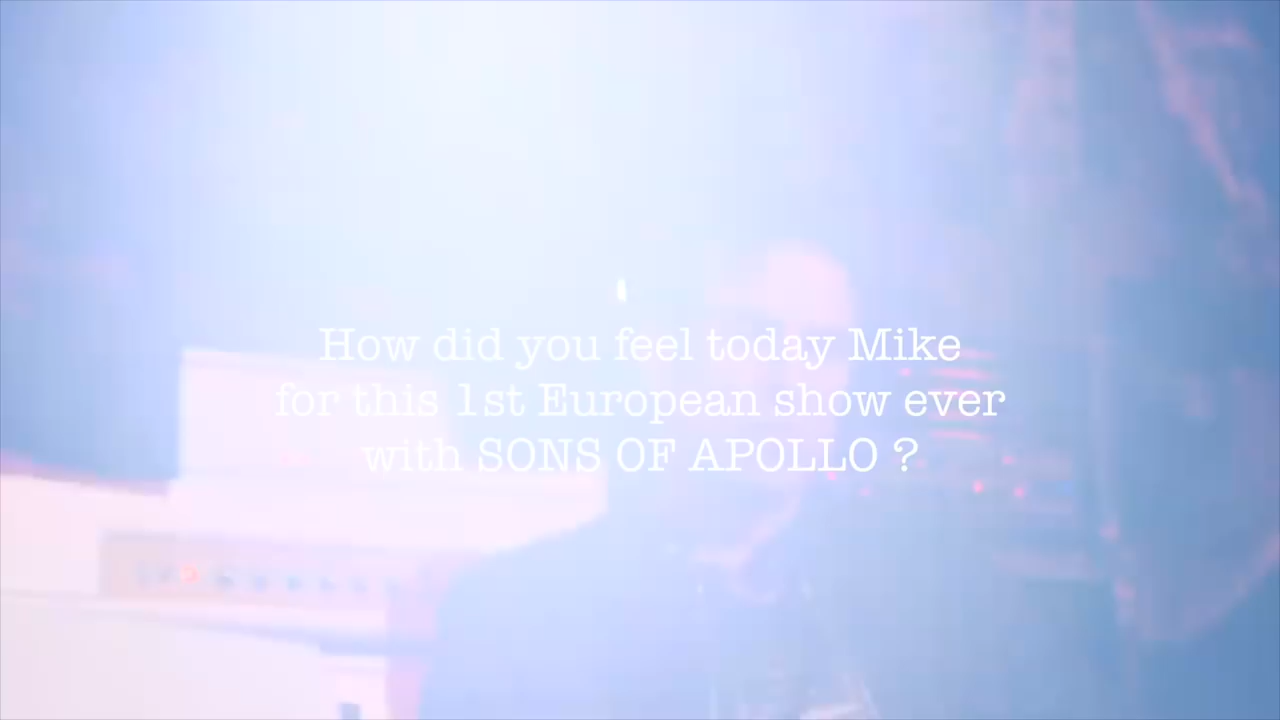 How did you feel today Mike
for this 1st European show ever
with SONS OF APOLLO ?